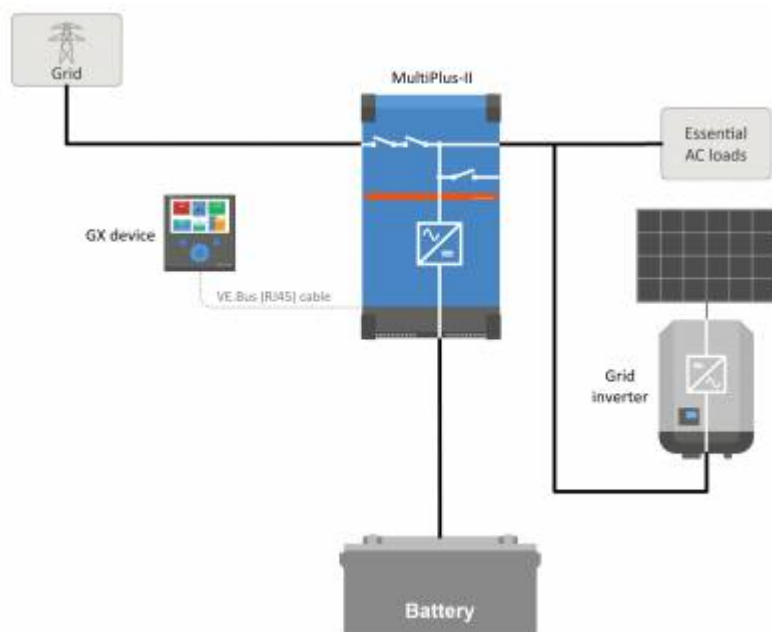 Grid
MultiPlus-II
Essential
AC loads
GX device
VE.Bus (RJ45) cable
Grid
inverter
Battery